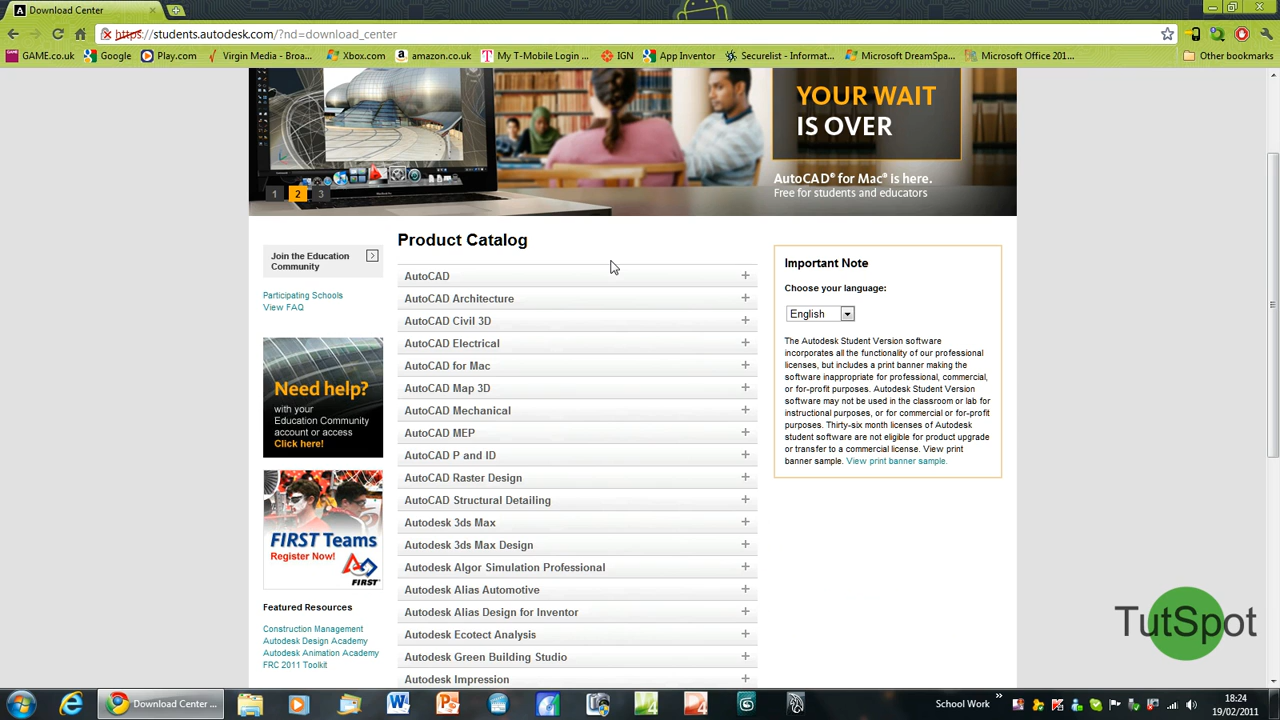 Download Center
https://students.autodesk.com/?nd=download_center
GAME.co.uk
Google
Play.com
Virgin Media - Broa...
Xbox.com
amazon.co.uk
My T-Mobile Login ...
IGN
App Inventor
Securelist - Informat...
Microsoft DreamSpa...
Microsoft Office 201...
Other bookmarks
YOUR WAIT
IS OVER
AutoCAD® for Mac® is here.
Free for students and educators
1 2 3
Join the Education
Community
Participating Schools
View FAQ
Need help?
with your
Education Community
account or access
Click here!
FIRST Teams
Register Now!
FIRST
Featured Resources
Construction Management
Autodesk Design Academy
Autodesk Animation Academy
FRC 2011 Toolkit
Product Catalog
AutoCAD
AutoCAD Architecture
AutoCAD Civil 3D
AutoCAD Electrical
AutoCAD for Mac
AutoCAD Map 3D
AutoCAD Mechanical
AutoCAD MEP
AutoCAD P and ID
AutoCAD Raster Design
AutoCAD Structural Detailing
Autodesk 3ds Max
Autodesk 3ds Max Design
Autodesk Algor Simulation Professional
Autodesk Alias Automotive
Autodesk Alias Design for Inventor
Autodesk Ecotect Analysis
Autodesk Green Building Studio
Autodesk Impression
Important Note
Choose your language:
English
The Autodesk Student Version software
incorporates all the functionality of our professional
licenses, but includes a print banner making the
software inappropriate for professional, commercial,
or for-profit purposes. Autodesk Student Version
software may not be used in the classroom or lab for
instructional purposes, or for commercial or for-profit
purposes. Thirty-six month licenses of Autodesk
student software are not eligible for product upgrade
or transfer to a commercial license. View print
banner sample. View print banner sample.
TutSpot
Download Center ...
School Work
18:24
19/02/2011